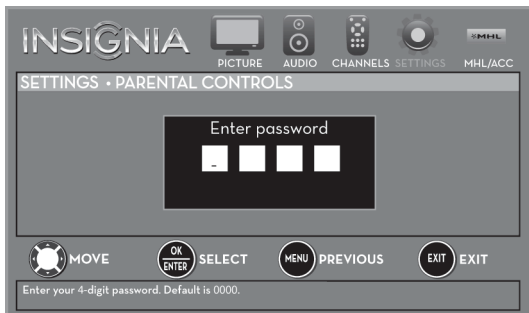 INSIGNIA
PICTURE AUDIO CHANNELS SETTINGS MHL/ACC
MHL
SETTINGS • PARENTAL CONTROLS
Enter password
_
MOVE OK/ENTER SELECT MENU PREVIOUS EXIT EXIT
Enter your 4-digit password. Default is 0000.